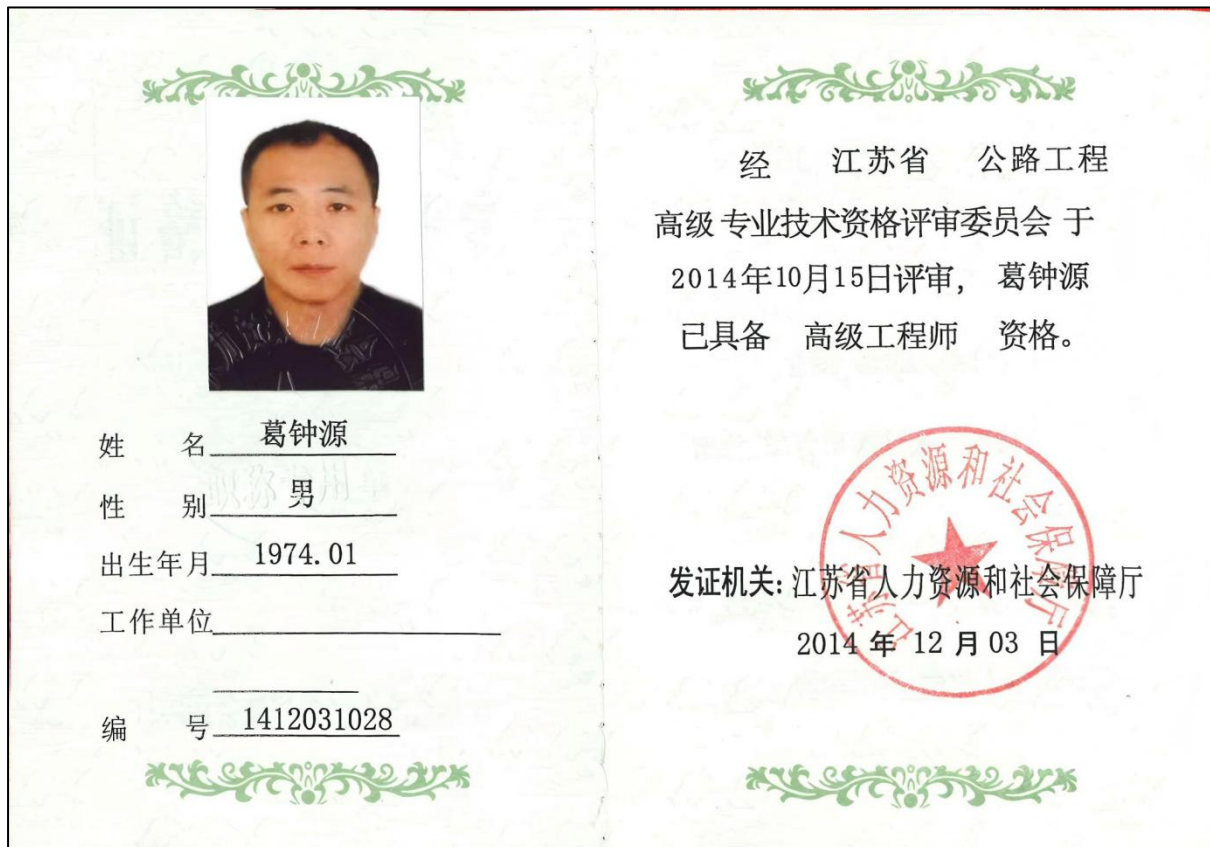 姓 名 葛钟源
性 别 男
出生年月 1974.01
工作单位
编 号 1412031028
经 江苏省 公路工程
高级 专业技术资格评审委员会 于
2014年10月15日评审， 葛钟源
已具备 高级工程师 资格。
江苏省人力资源和社会保障厅
发证机关：江苏省人力资源和社会保障厅
2014 年 12 月 03 日